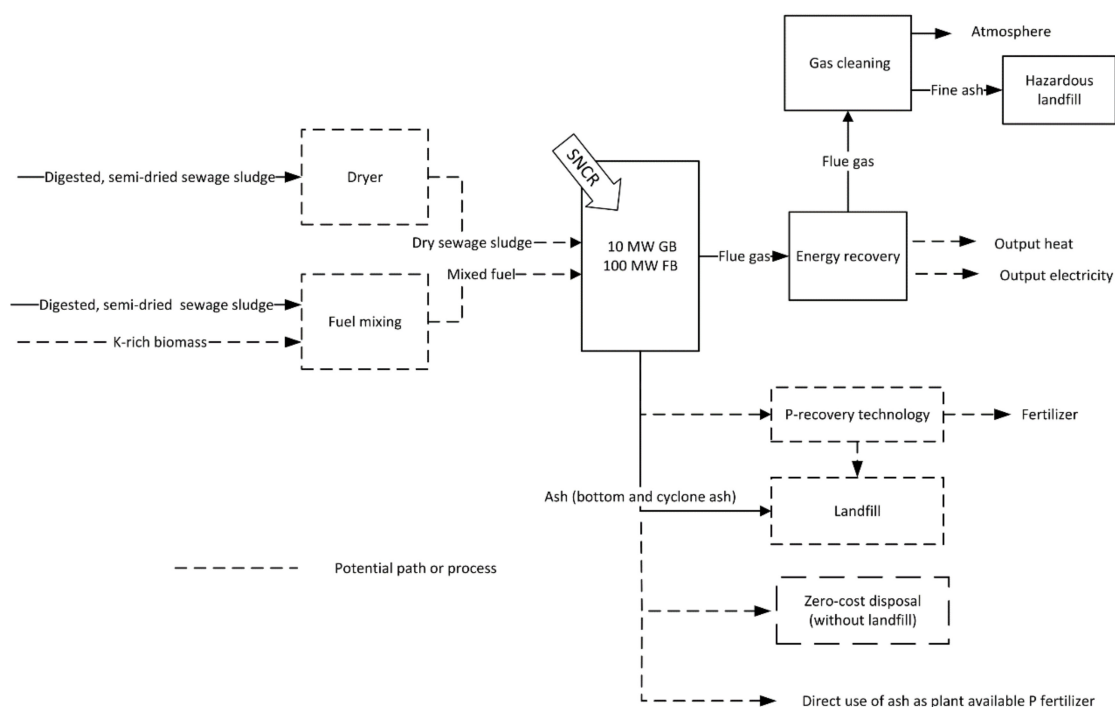 Atmosphere
Gas cleaning
Fine ash
Hazardous
landfill
Flue gas
Digested, semi-dried sewage sludge
Dryer
SNCR
Dry sewage sludge
10 MW GB
100 MW FB
Flue gas
Energy recovery
Output heat
Output electricity
Mixed fuel
Digested, semi-dried  sewage sludge
Fuel mixing
K-rich biomass
P-recovery technology
Fertilizer
Ash (bottom and cyclone ash)
Landfill
Potential path or process
Zero-cost disposal
(without landfill)
Direct use of ash as plant available P fertilizer